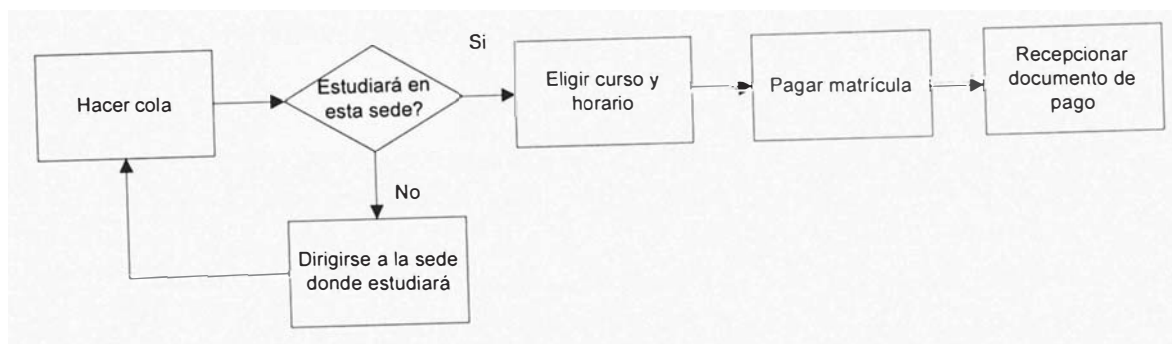 Hacer cola
Estudiará en
esta sede?
Si
No
Eligir curso y
horario
Pagar matrícula
Recepcionar
documento de
pago
Dirigirse a la sede
donde estudiará